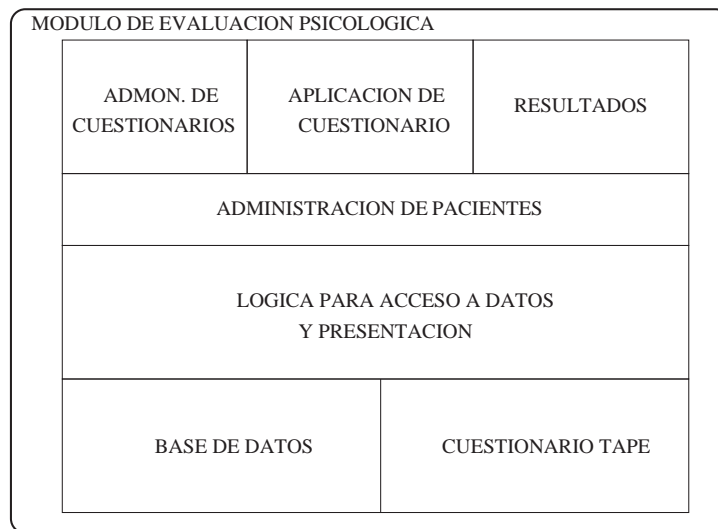 MODULO DE EVALUACION PSICOLOGICA
ADMON. DE
CUESTIONARIOS
APLICACION DE
CUESTIONARIO
RESULTADOS
ADMINISTRACION DE PACIENTES
LOGICA PARA ACCESO A DATOS
Y PRESENTACION
BASE DE DATOS
CUESTIONARIO TAPE